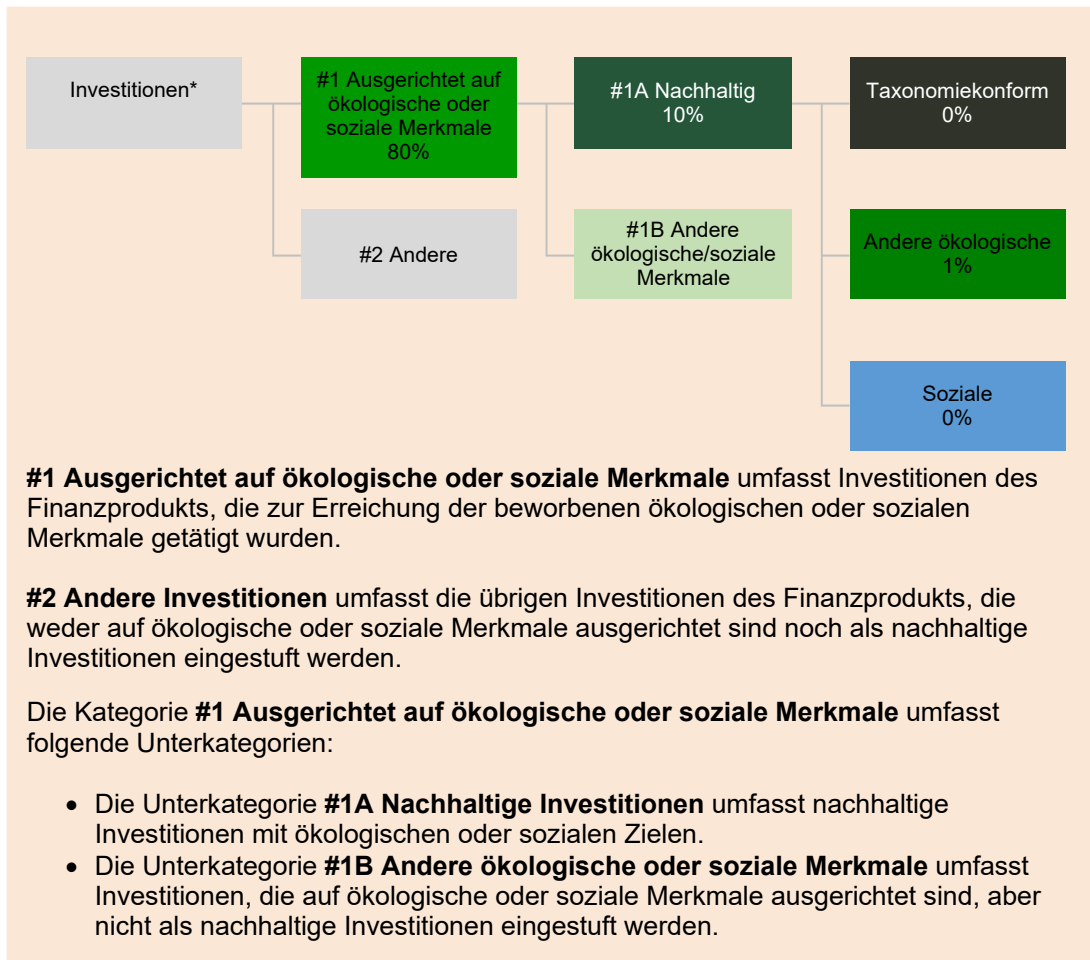 Investitionen*
#1 Ausgerichtet auf
ökologische oder
soziale Merkmale
80%
#1A Nachhaltig
10%
Taxonomiekonform
0%
#2 Andere
#1B Andere
ökologische/soziale
Merkmale
Andere ökologische
1%
Soziale
0%
#1 Ausgerichtet auf ökologische oder soziale Merkmale umfasst Investitionen des
Finanzprodukts, die zur Erreichung der beworbenen ökologischen oder sozialen
Merkmale getätigt wurden.
#2 Andere Investitionen umfasst die übrigen Investitionen des Finanzprodukts, die
weder auf ökologische oder soziale Merkmale ausgerichtet sind noch als nachhaltige
Investitionen eingestuft werden.
Die Kategorie #1 Ausgerichtet auf ökologische oder soziale Merkmale umfasst
folgende Unterkategorien:
• Die Unterkategorie #1A Nachhaltige Investitionen umfasst nachhaltige
Investitionen mit ökologischen oder sozialen Zielen.
• Die Unterkategorie #1B Andere ökologische oder soziale Merkmale umfasst
Investitionen, die auf ökologische oder soziale Merkmale ausgerichtet sind, aber
nicht als nachhaltige Investitionen eingestuft werden.